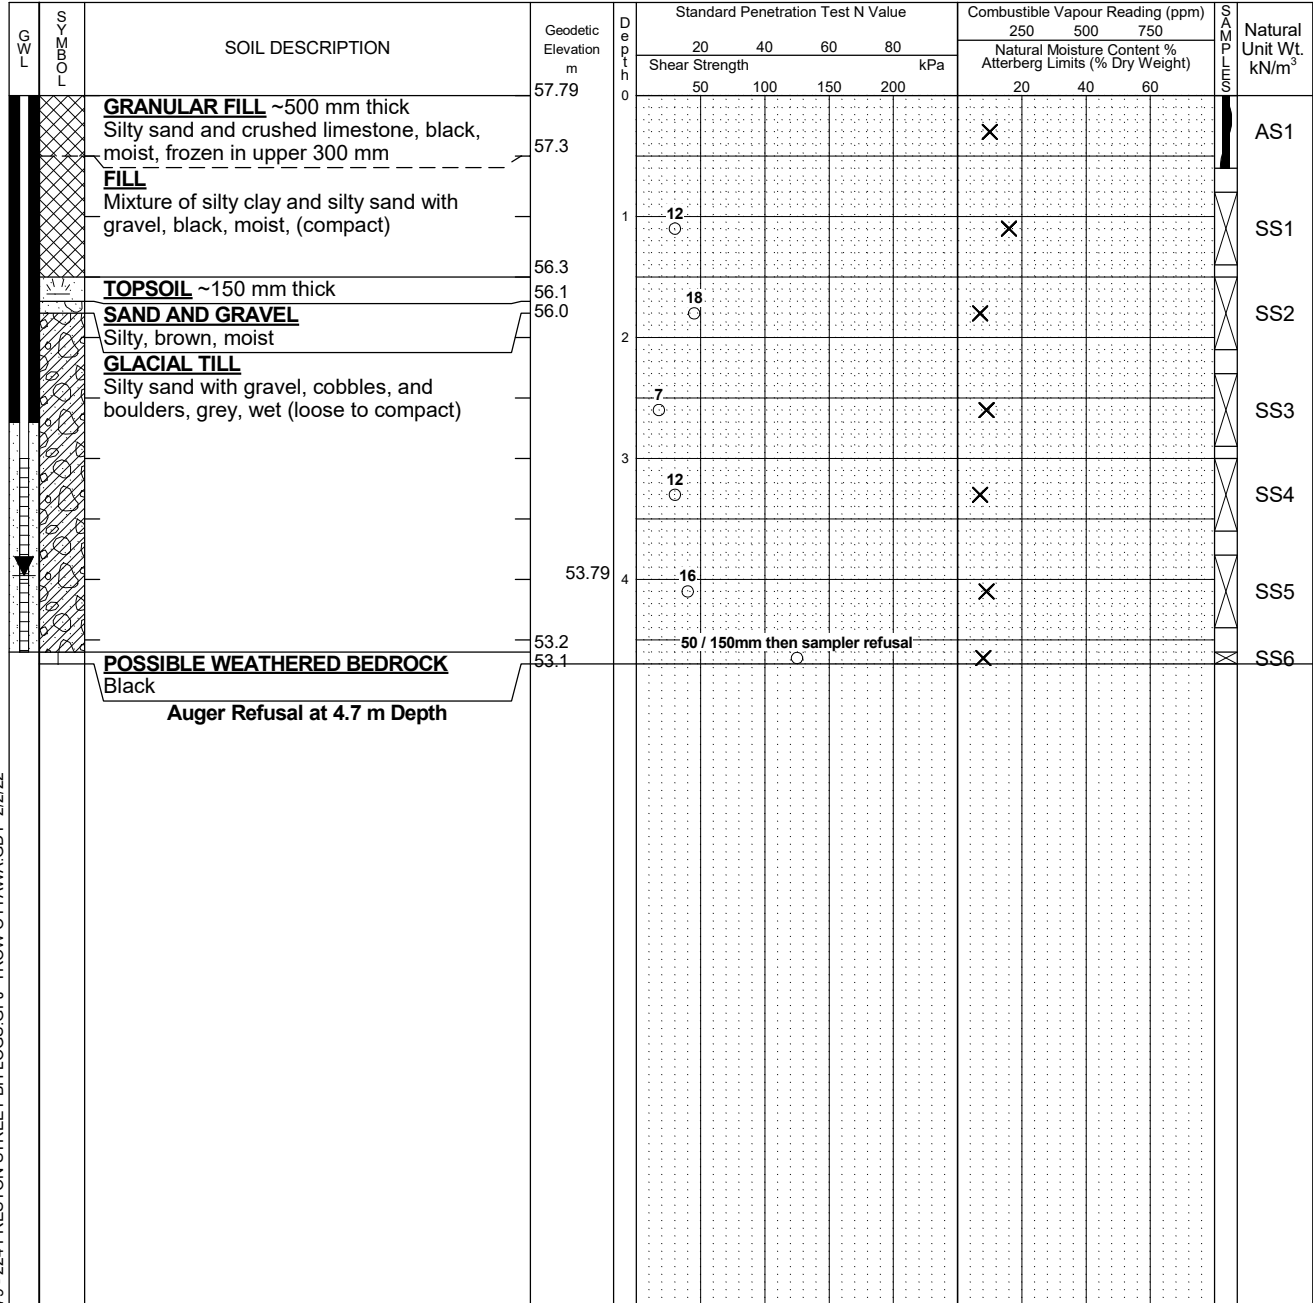 GWL
SYMBOL
SOIL DESCRIPTION
Geodetic
Elevation
m
Depth
Standard Penetration Test N Value
20 40 60 80
Shear Strength kPa
50 100 150 200
Combustible Vapour Reading (ppm)
250 500 750
Natural Moisture Content %
Atterberg Limits (% Dry Weight)
20 40 60
SAMPLES
Natural
Unit Wt.
kN/m³
57.79
0
GRANULAR FILL ~500 mm thick
Silty sand and crushed limestone, black,
moist, frozen in upper 300 mm
57.3
AS1
FILL
Mixture of silty clay and silty sand with
gravel, black, moist, (compact)
1
12
SS1
56.3
TOPSOIL ~150 mm thick
56.1
SAND AND GRAVEL
56.0
Silty, brown, moist
18
SS2
2
GLACIAL TILL
Silty sand with gravel, cobbles, and
boulders, grey, wet (loose to compact)
7
SS3
3
12
SS4
53.79
4
16
SS5
53.2
50 / 150mm then sampler refusal
POSSIBLE WEATHERED BEDROCK
53.1
SS6
Black
Auger Refusal at 4.7 m Depth